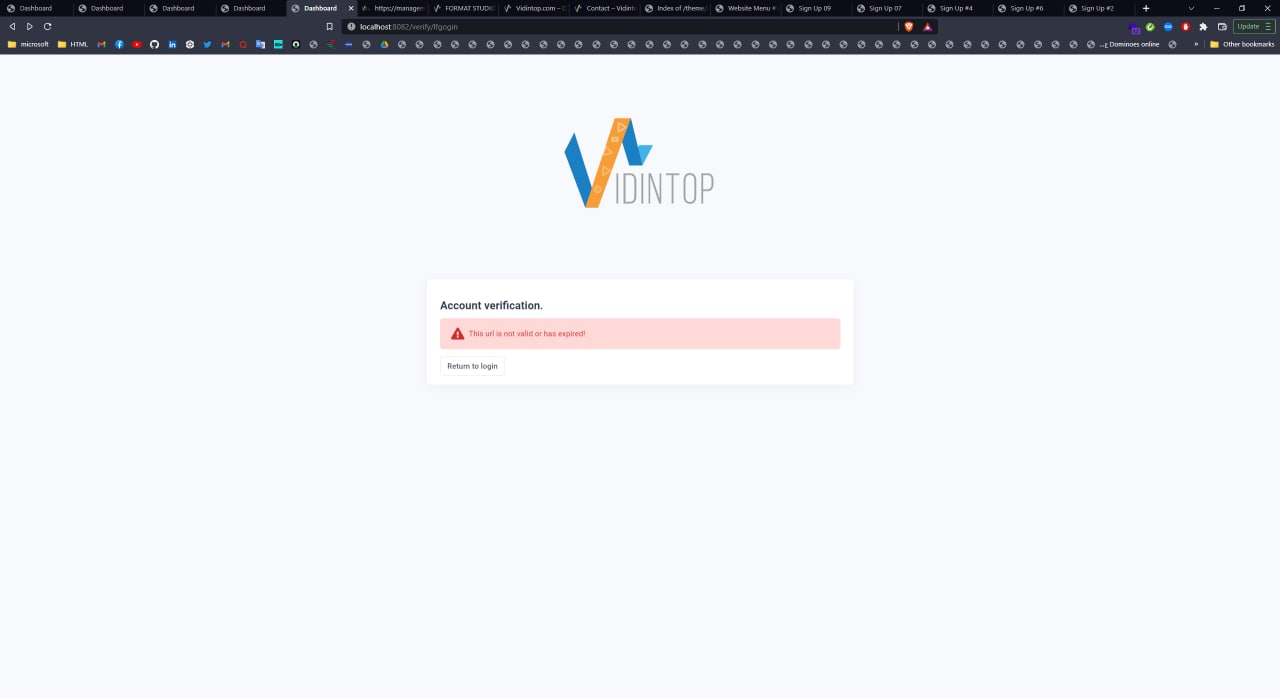 Dashboard Dashboard Dashboard Dashboard Dashboard https://manage FORMAT STUDIO Vidintop.com – Contact – Vidint Index of /theme/ Website Menu # Sign Up 09 Sign Up 07 Sign Up #4 Sign Up #6 Sign Up #2
localhost:8082/verify/lfgogin Update
microsoft HTML Dominoes online » Other bookmarks
VIDINTOP
Account verification.
This url is not valid or has expired!
Return to login